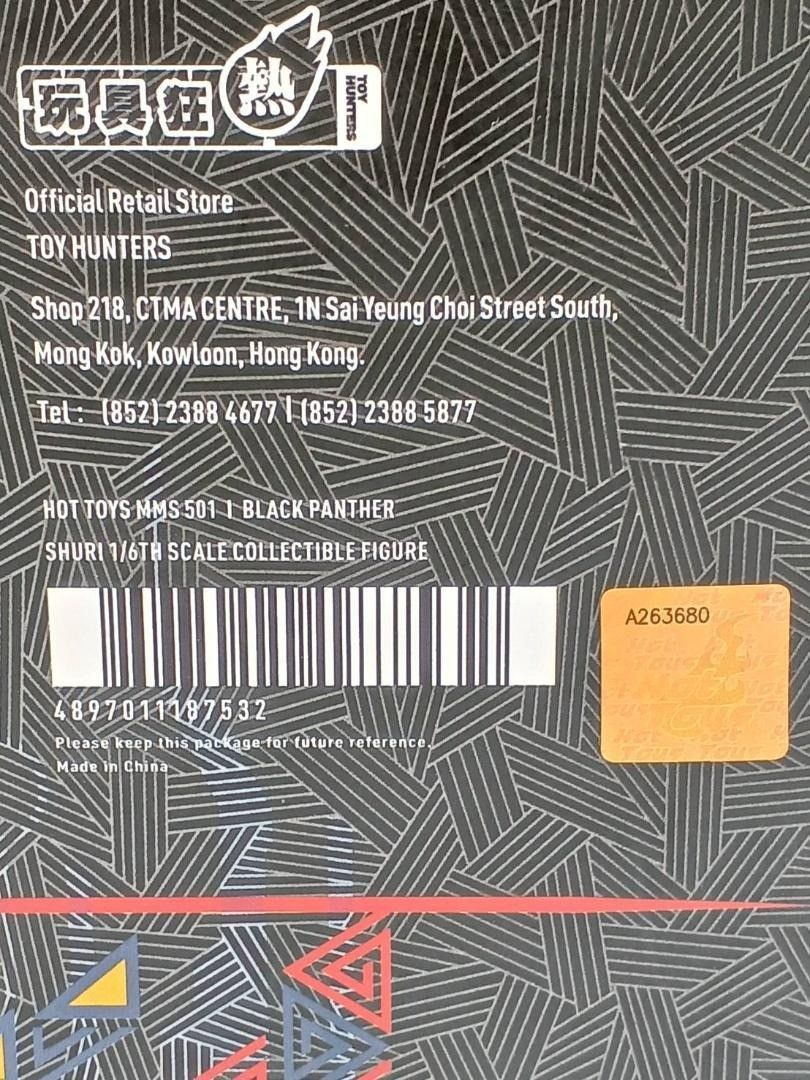 玩具狂
熱
TOY
HUNTERS
Official Retail Store
TOY HUNTERS
Shop 218, CTMA CENTRE, 1N Sai Yeung Choi Street South,
Mong Kok, Kowloon, Hong Kong.
Tel : (852) 2388 4677 | (852) 2388 5877
HOT TOYS MMS 501 | BLACK PANTHER
SHURI 1/6TH SCALE COLLECTIBLE FIGURE
A263680
4897011187532
Please keep this package for future reference.
Made in China